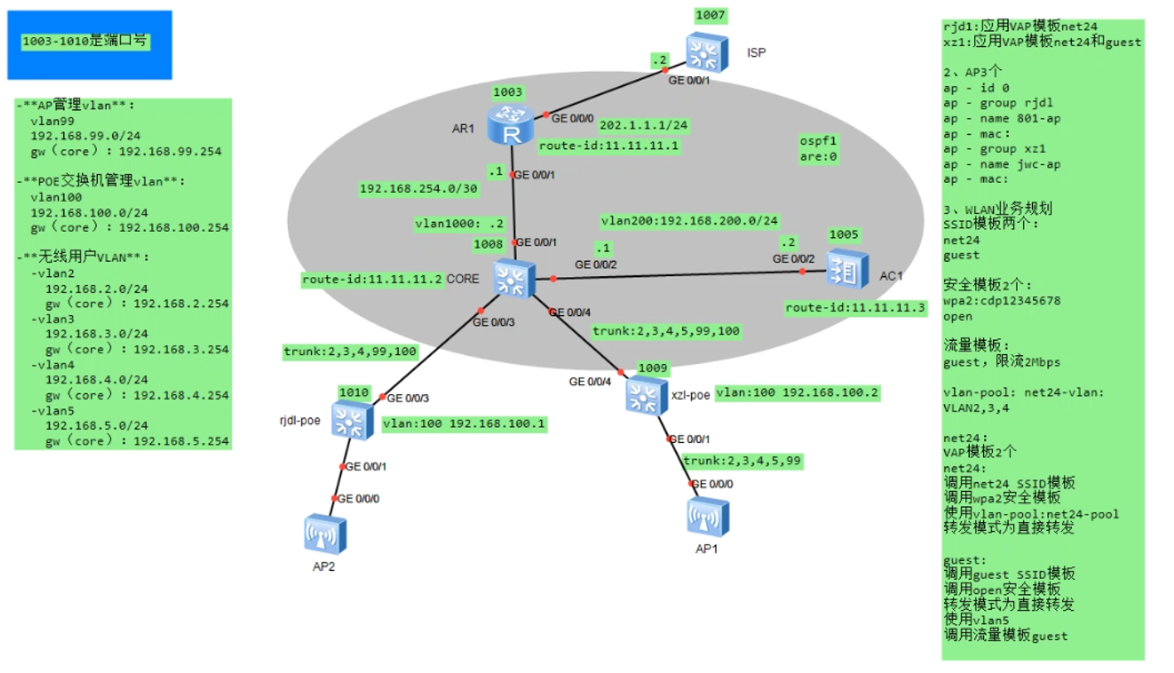 1003-1010是端口号
-**AP管理vlan**:
vlan99
192.168.99.0/24
gw（core）: 192.168.99.254
-**POE交换机管理vlan**:
vlan100
192.168.100.0/24
gw（core）: 192.168.100.254
-**无线用户VLAN**:
-vlan2
192.168.2.0/24
gw（core）: 192.168.2.254
-vlan3
192.168.3.0/24
gw（core）: 192.168.3.254
-vlan4
192.168.4.0/24
gw（core）: 192.168.4.254
-vlan5
192.168.5.0/24
gw（core）: 192.168.5.254
1007
ISP
.2
GE 0/0/1
1003
AR1
R
GE 0/0/0
202.1.1.1/24
route-id:11.11.11.1
ospf1
are:0
.1
GE 0/0/1
192.168.254.0/30
vlan1000: .2
1008
GE 0/0/1
vlan200:192.168.200.0/24
.1
GE 0/0/2
.2
GE 0/0/2
1005
AC1
route-id:11.11.11.2
CORE
route-id:11.11.11.3
GE 0/0/3
GE 0/0/4
trunk:2,3,4,5,99,100
trunk:2,3,4,99,100
1009
GE 0/0/4
xzl-poe
vlan:100 192.168.100.2
1010
GE 0/0/3
rjdl-poe
vlan:100 192.168.100.1
GE 0/0/1
trunk:2,3,4,5,99
GE 0/0/0
AP1
GE 0/0/1
GE 0/0/0
AP2
rjd1:应用VAP模板net24
xz1:应用VAP模板net24和guest
2、AP3个
ap - id 0
ap - group rjdl
ap - name 801-ap
ap - mac:
ap - group xz1
ap - name jwc-ap
ap - mac:
3、WLAN业务规划
SSID模板两个:
net24
guest
安全模板2个:
wpa2:cdp12345678
open
流量模板:
guest，限流2Mbps
vlan-pool: net24-vlan:
VLAN2,3,4
net24:
VAP模板2个
net24:
调用net24 SSID模板
调用wpa2安全模板
使用vlan-pool:net24-pool
转发模式为直接转发
guest:
调用guest SSID模板
调用open安全模板
转发模式为直接转发
使用vlan5
调用流量模板guest